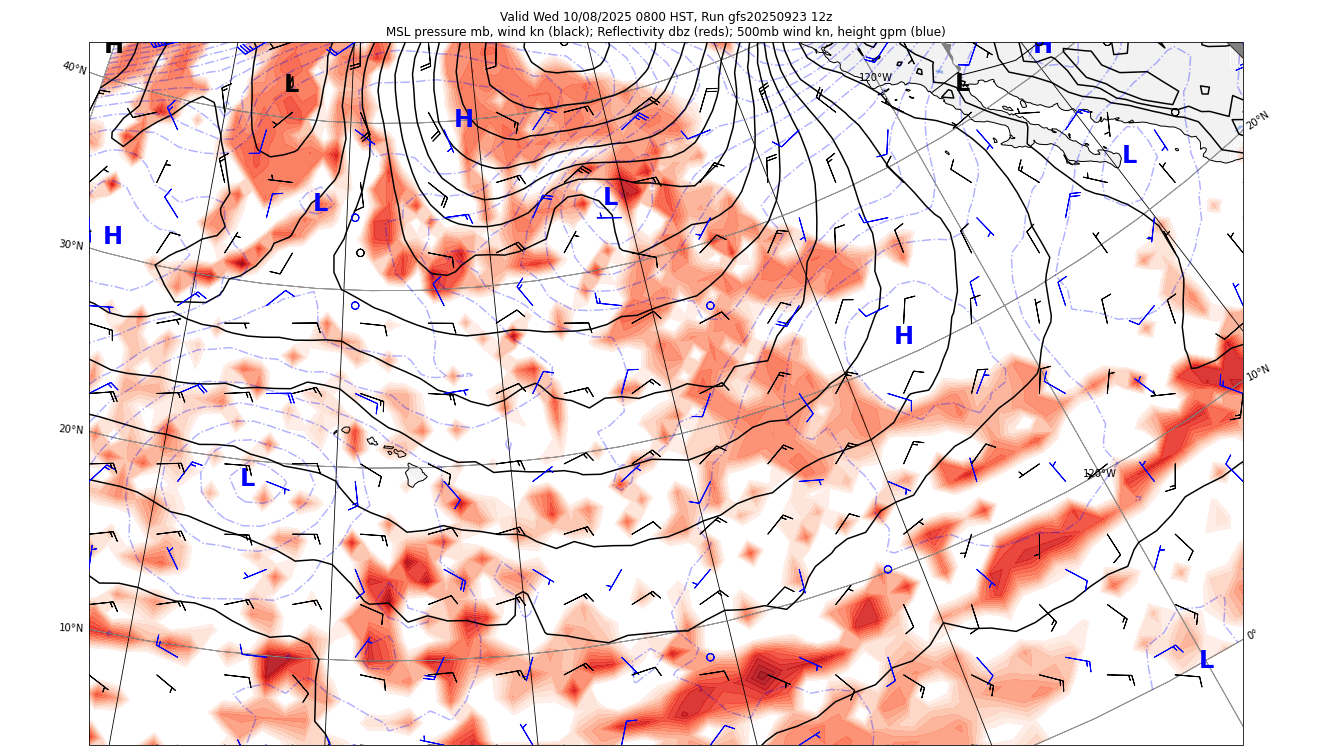 Valid Wed 10/08/2025 0800 HST, Run gfs20250923 12z
MSL pressure mb, wind kn (black); Reflectivity dbz (reds); 500mb wind kn, height gpm (blue)
H
H
40°N
120°W
L
L
H
20°N
L
L
L
H
30°N
H
10°N
20°N
120°W
L
10°N
0°
L